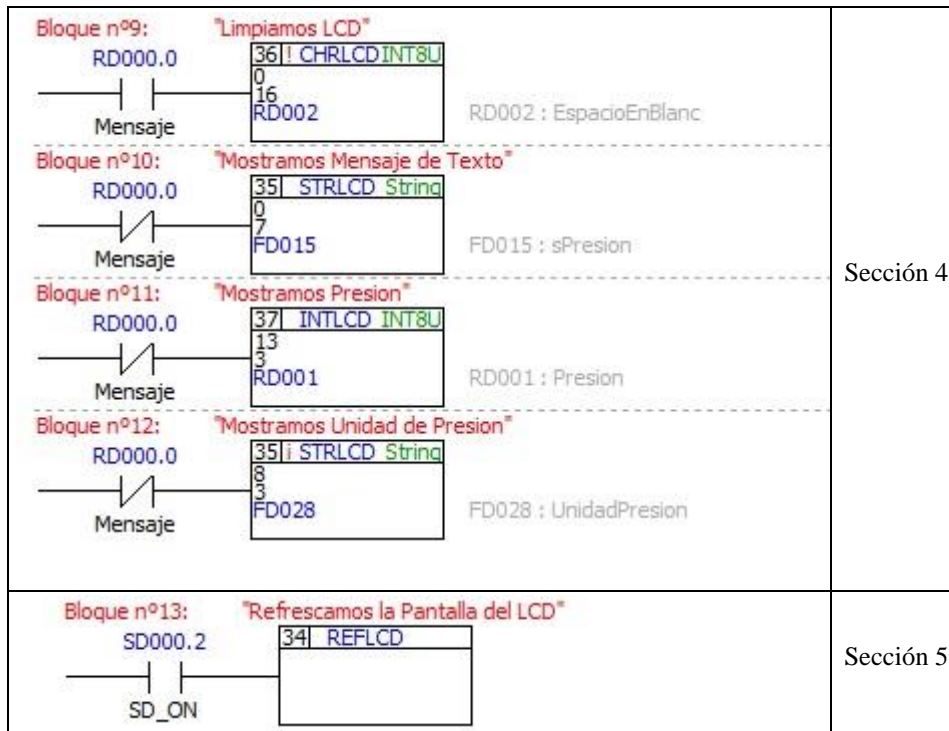 Bloque nº9: "Limpiamos LCD"
RD000.0 36 ! CHRLCD INT8U
0
16
RD002 RD002 : EspacioEnBlanc
Mensaje
Bloque nº10: "Mostramos Mensaje de Texto"
RD000.0 35 STRLCD String
0
7
FD015 FD015 : sPresion
Mensaje
Sección 4
Bloque nº11: "Mostramos Presion"
RD000.0 37 INTLCD INT8U
13
3
RD001 RD001 : Presion
Mensaje
Bloque nº12: "Mostramos Unidad de Presion"
RD000.0 35 i STRLCD String
8
3
FD028 FD028 : UnidadPresion
Mensaje
Bloque nº13: "Refrescamos la Pantalla del LCD"
SD000.2 34 REFLCD
Sección 5
SD_ON